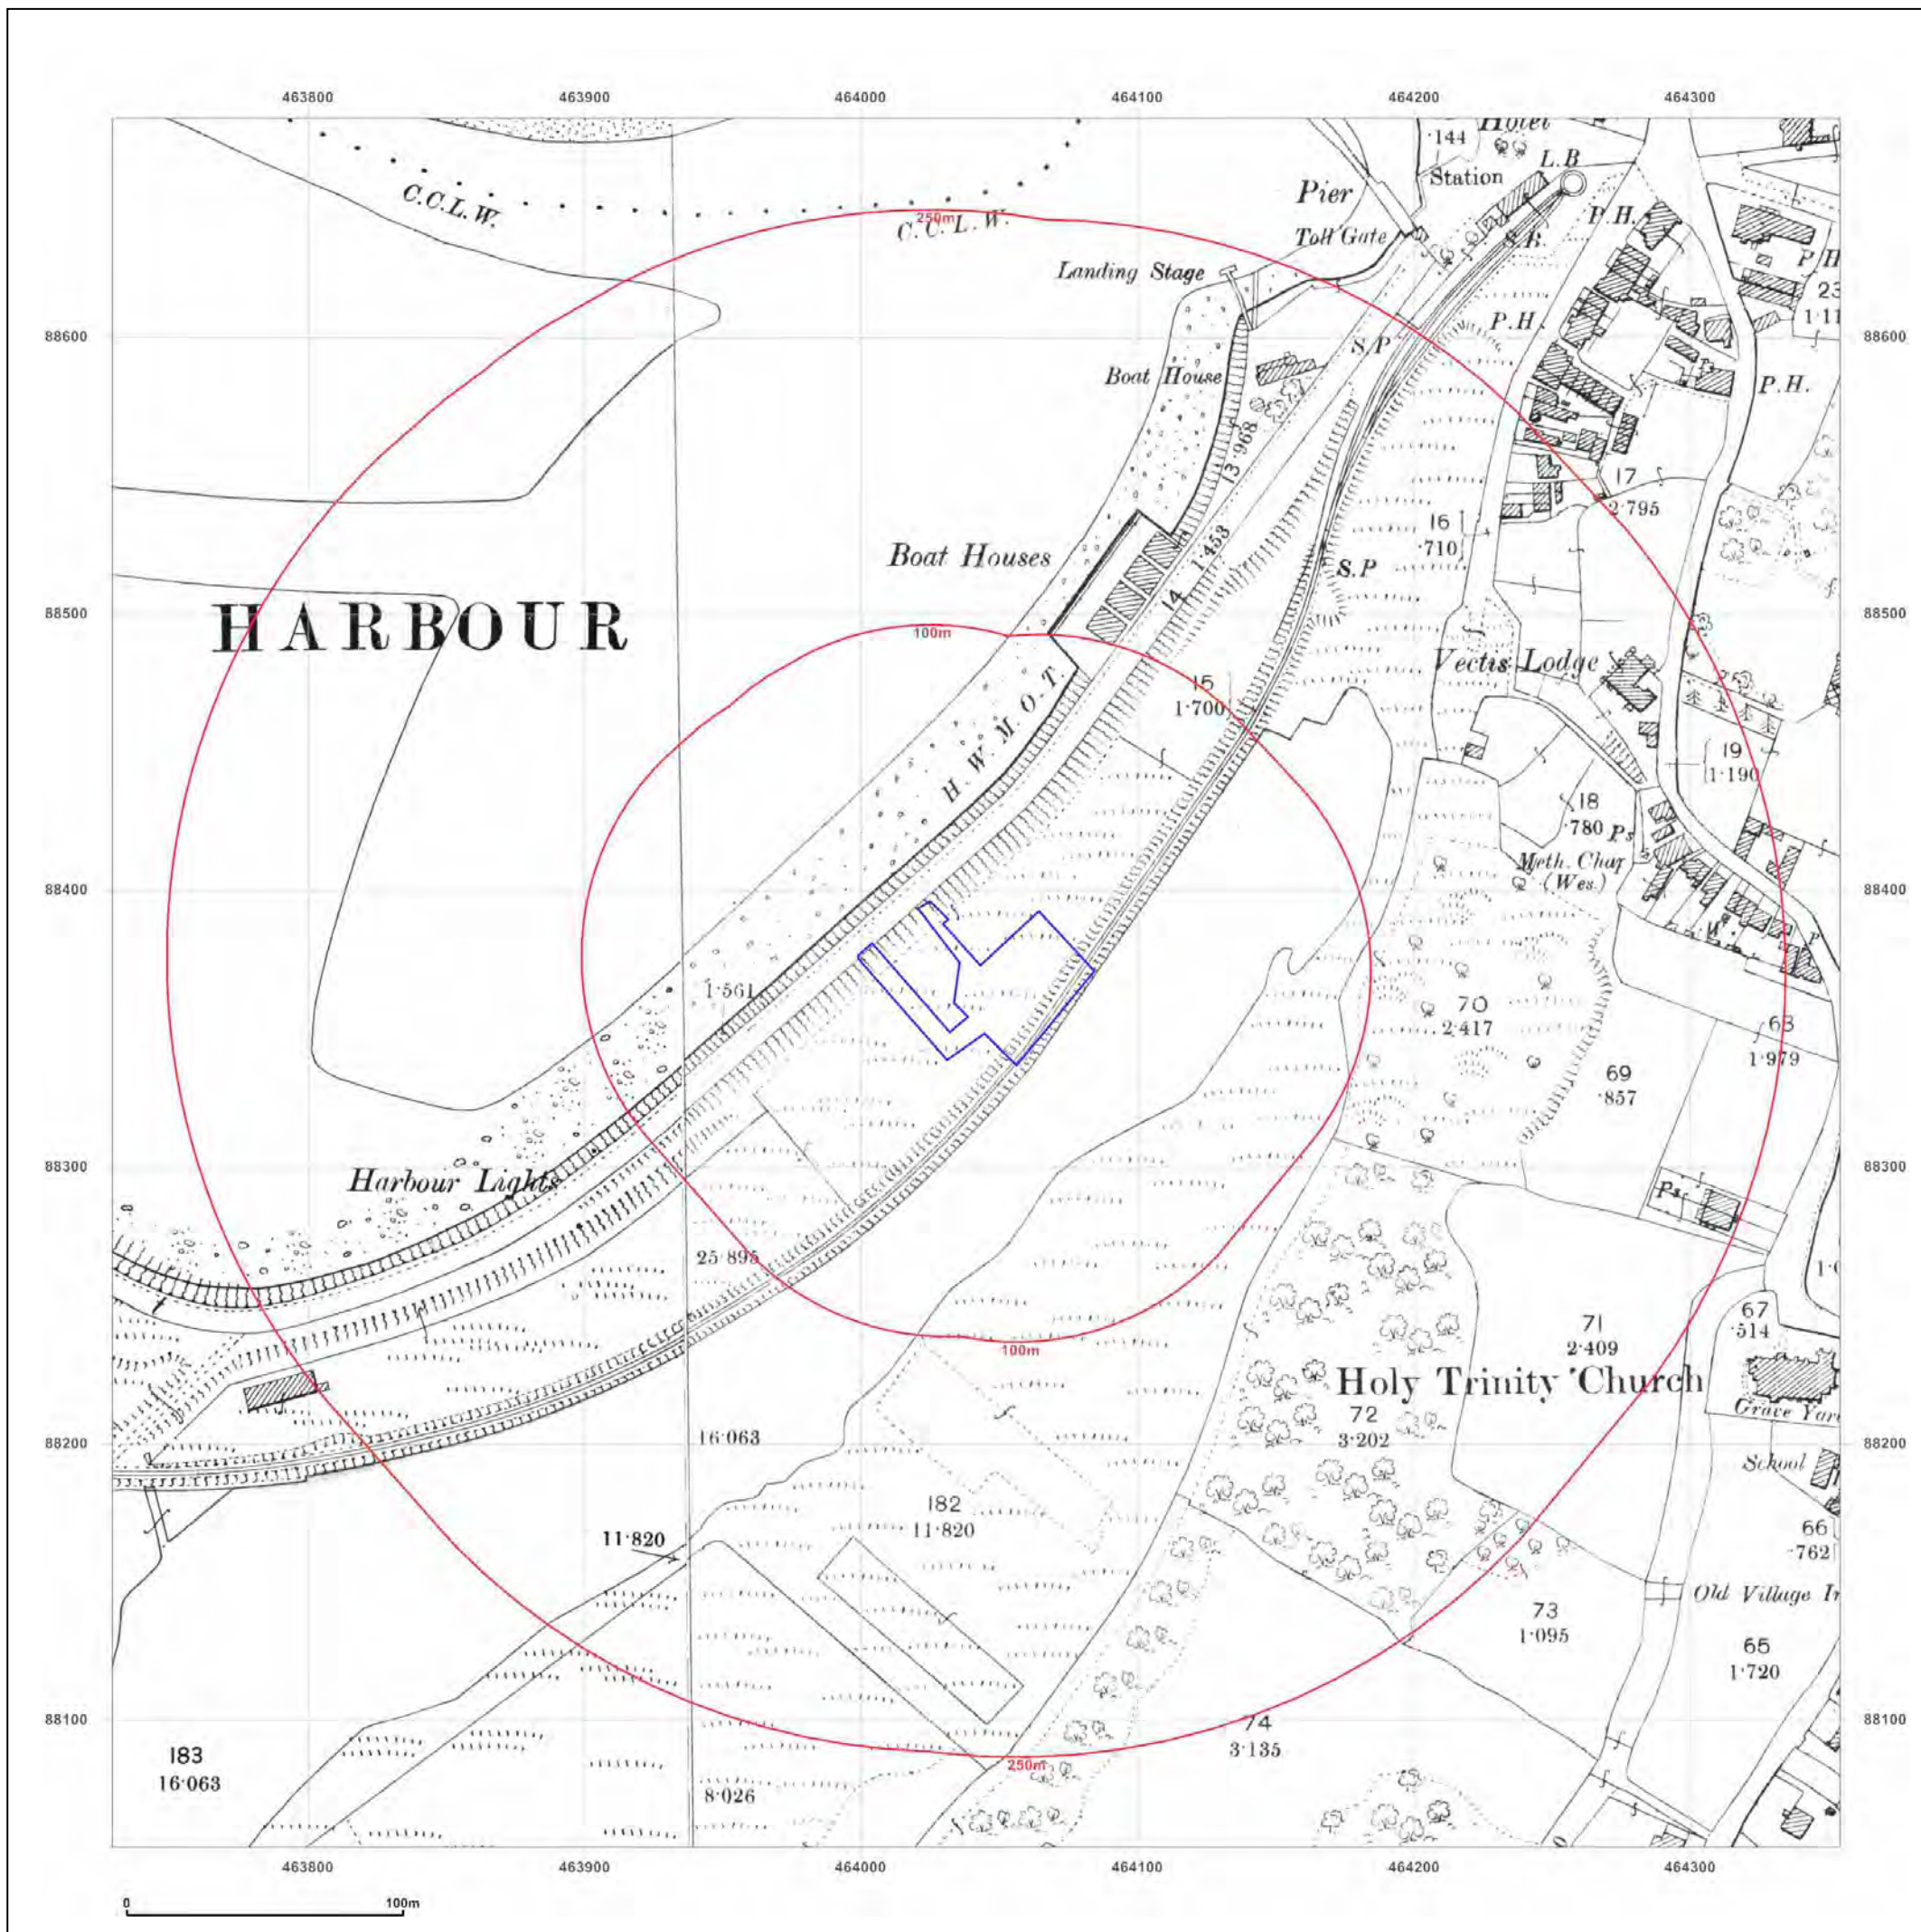 463800 463900 464000 464100 464200 464300
Hotel
·144
L.B
Station
Pier
P.H.
C.C.L.W.
250m
C.C.L.W.
Toll Gate
S.B.
P.H
Landing Stage
23
1·11
88600
P.H.
88600
S.P
Boat House
P.H.
13·968
17
2·795
16
·710
1·453
14
Boat Houses
S.P
88500
88500
HARBOUR
100m
Vectis Lodge
H. W. M. O. T.
15
1·700
19
1·190
18
·780
Ps
Meth. Chap
(Wes.)
88400
88400
W
P
1·561
70
2·417
63
1·979
69
·857
88300
88300
Harbour Lights
Ps
25·895
1·0
67
·514
71
2·409
100m
Holy Trinity Church
Grave Yar
72
3·202
88200
16·063
88200
School
182
11·820
66
·762
11·820
Old Village In
73
1·095
65
1·720
88100
74
3·135
88100
183
16·063
250m
8·026
463800 463900 464000 464100 464200 464300
0 100m